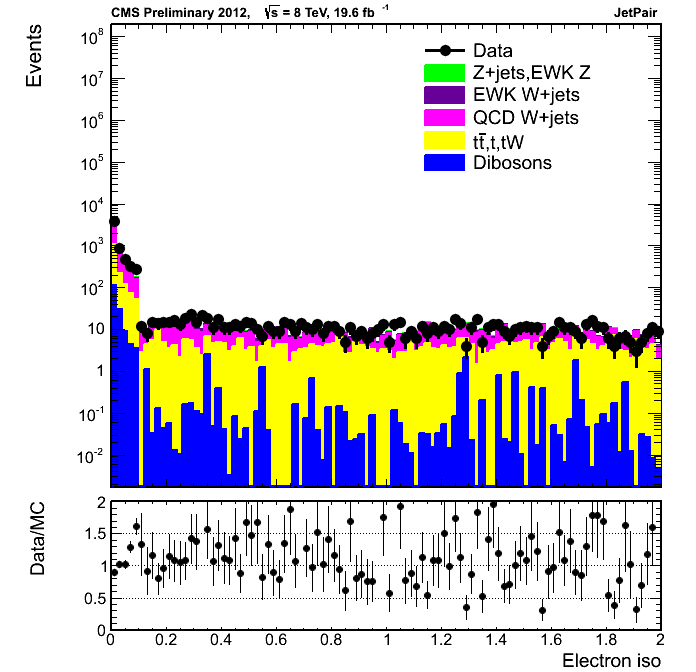 CMS Preliminary 2012, √s = 8 TeV, 19.6 fb⁻¹ JetPair
Events
10⁸
10⁷
10⁶
10⁵
10⁴
10³
10²
10
1
10⁻¹
10⁻²
Data
Z+jets,EWK Z
EWK W+jets
QCD W+jets
tt̄,t,tW
Dibosons
Data/MC
2
1.5
1
0.5
0
0 0.2 0.4 0.6 0.8 1 1.2 1.4 1.6 1.8 2
Electron iso